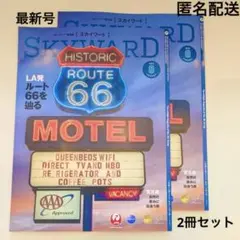 最新号
匿名配送
スカイワード
SKYWARD
LA発
ルート
66を
辿る
HISTORIC
ROUTE
66
MOTEL
QUEENBEDS WIFI
DIRECT TV AND HBO
RE RIGERATOR AND
COFFEE POTS
VACANCY
AAA
Approved
2冊セット